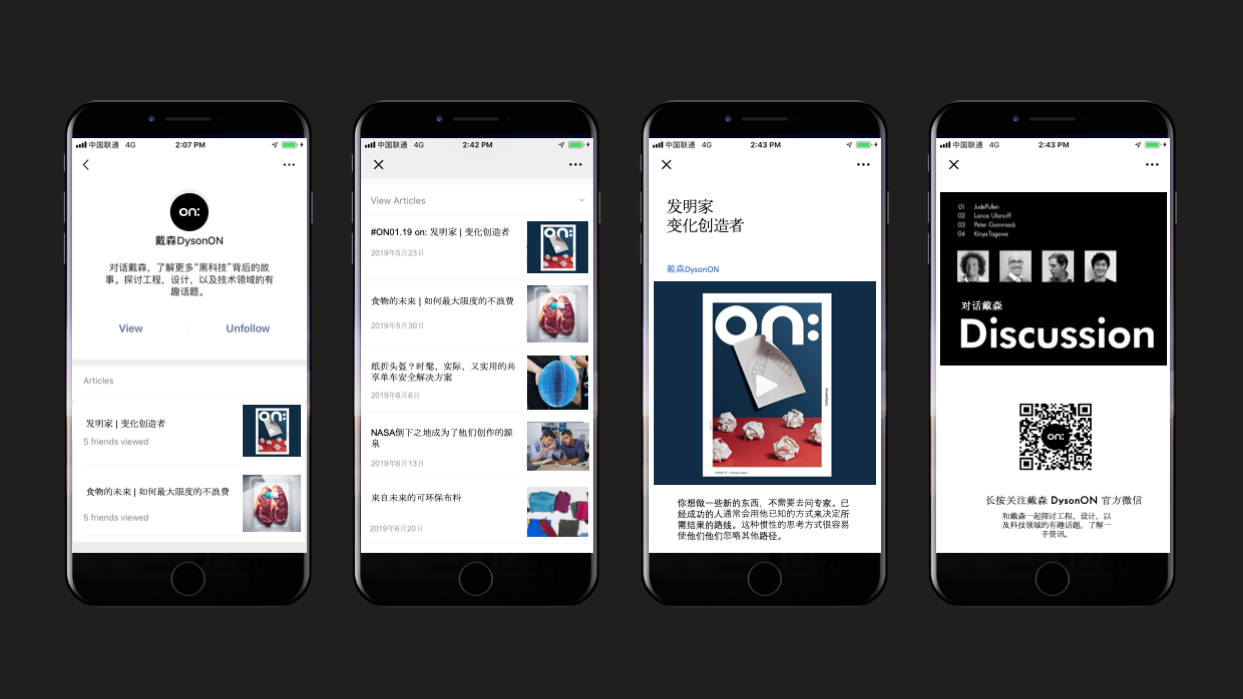 中国联通 4G 2:07 PM
on:
戴森DysonON
对话戴森，了解更多“黑科技”背后的故
事。探讨工程，设计，以及技术领域的有
趣话题。
View Unfollow
Articles
发明家 | 变化创造者
5 friends viewed
on:
食物的未来 | 如何最大限度的不浪费
5 friends viewed
中国联通 4G 2:42 PM
View Articles
#ON01.19 on: 发明家 | 变化创造者
2019年5月23日
on:
食物的未来 | 如何最大限度的不浪费
2019年5月30日
纸折头盔？时髦、实际、又实用的共
享单车安全解决方案
2019年6月6日
NASA倒下之地成为了他们创作的源
泉
2019年6月13日
来自未来的可环保布料
2019年6月20日
中国联通 4G 2:43 PM
发明家
变化创造者
戴森DysonON
on:
你想做一些新的东西，不需要去问专家。已
经成功的人通常会用他已知的方式来决定所
需结果的路线。这种惯性的思考方式很容易
使他们他们忽略其他路径。
中国联通 4G 2:43 PM
01 JudePullen
02 Lance Ulanoff
03 Peter Gammack
04 KinyaTagawa
对话戴森
Discussion
on:
长按关注戴森 DysonON 官方微信
和戴森一起探讨工程，设计，以
及科技领域的有趣话题，了解一
手资讯。